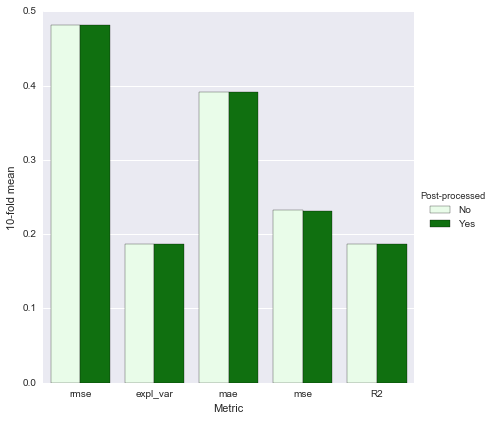 0.5
0.4
0.3
0.2
0.1
0.0
10-fold mean
rmse
expl_var
mae
mse
R2
Metric
Post-processed
No
Yes